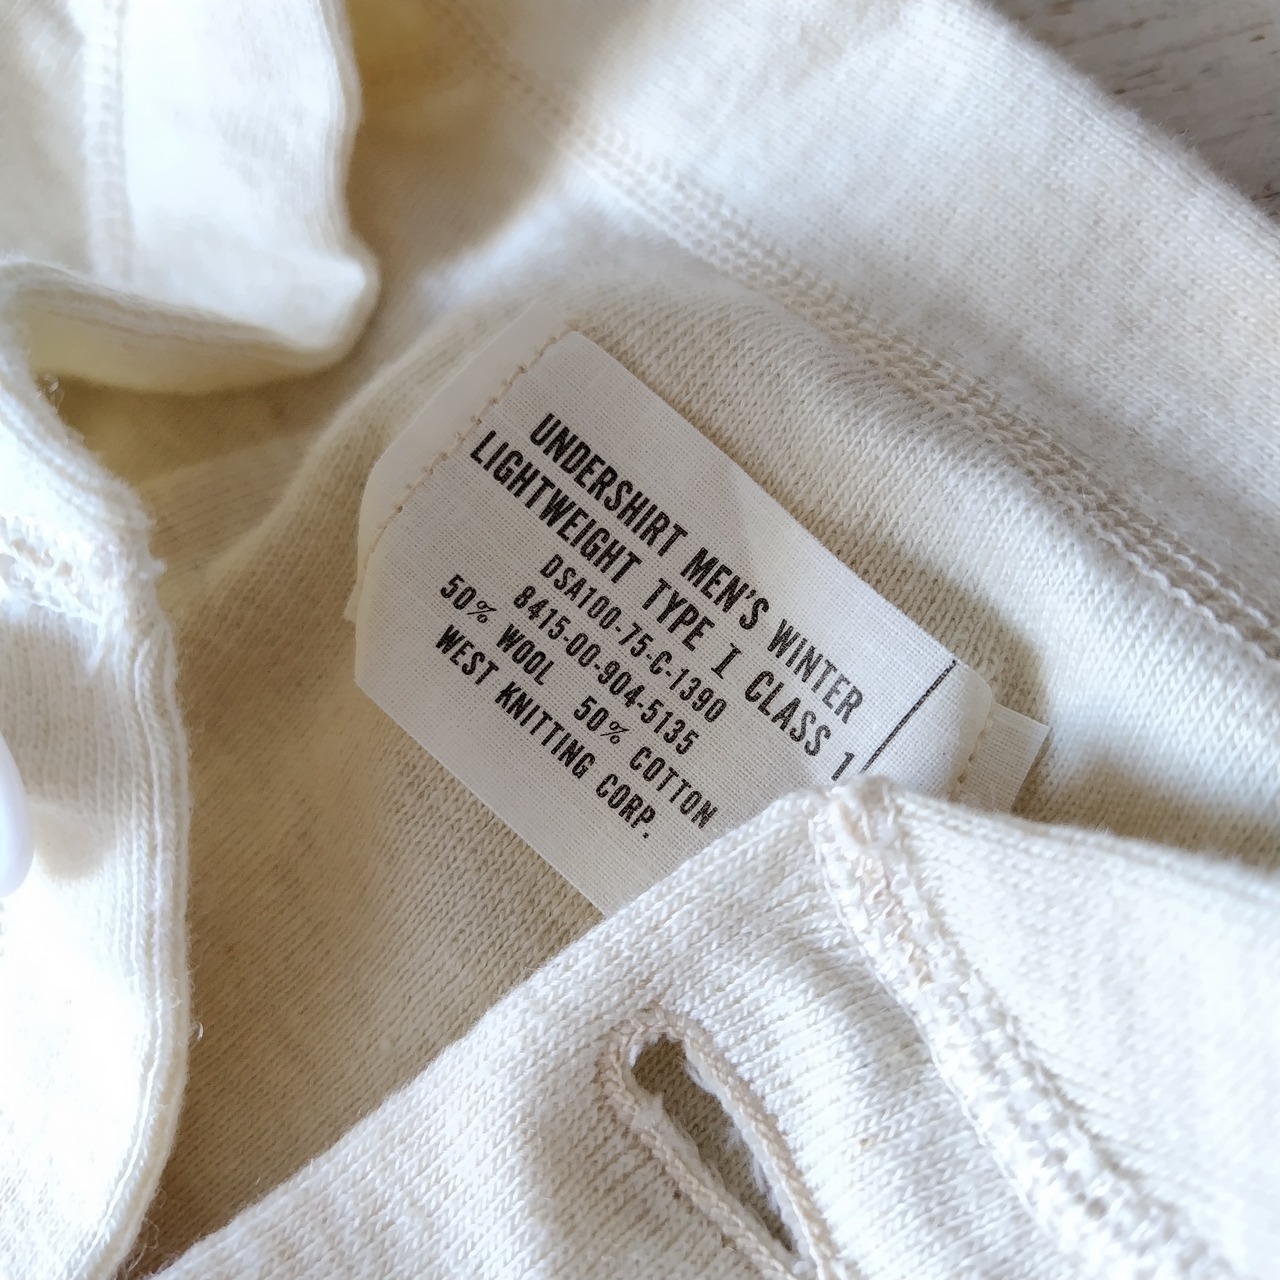 UNDERSHIRT MEN'S WINTER
LIGHTWEIGHT TYPE I CLASS 1
DSA100-75-C-1390
8415-00-904-5135
50% WOOL 50% COTTON
WEST KNITTING CORP.